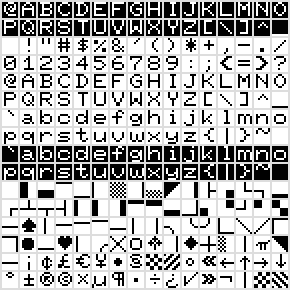 @ABCDEFGHIJKLMNO
PQRSTUVWXYZ[\]^_
!"#$%&'()*+,-./
0123456789:;<=>?
@ABCDEFGHIJKLMNO
PQRSTUVWXYZ[\]^_
`abcdefghijklmno
pqrstuvwxyz{|}~
`abcdefghijklmno
pqrstuvwxyz{|}~
π
¡¢£€¥
°±®©
µ¶